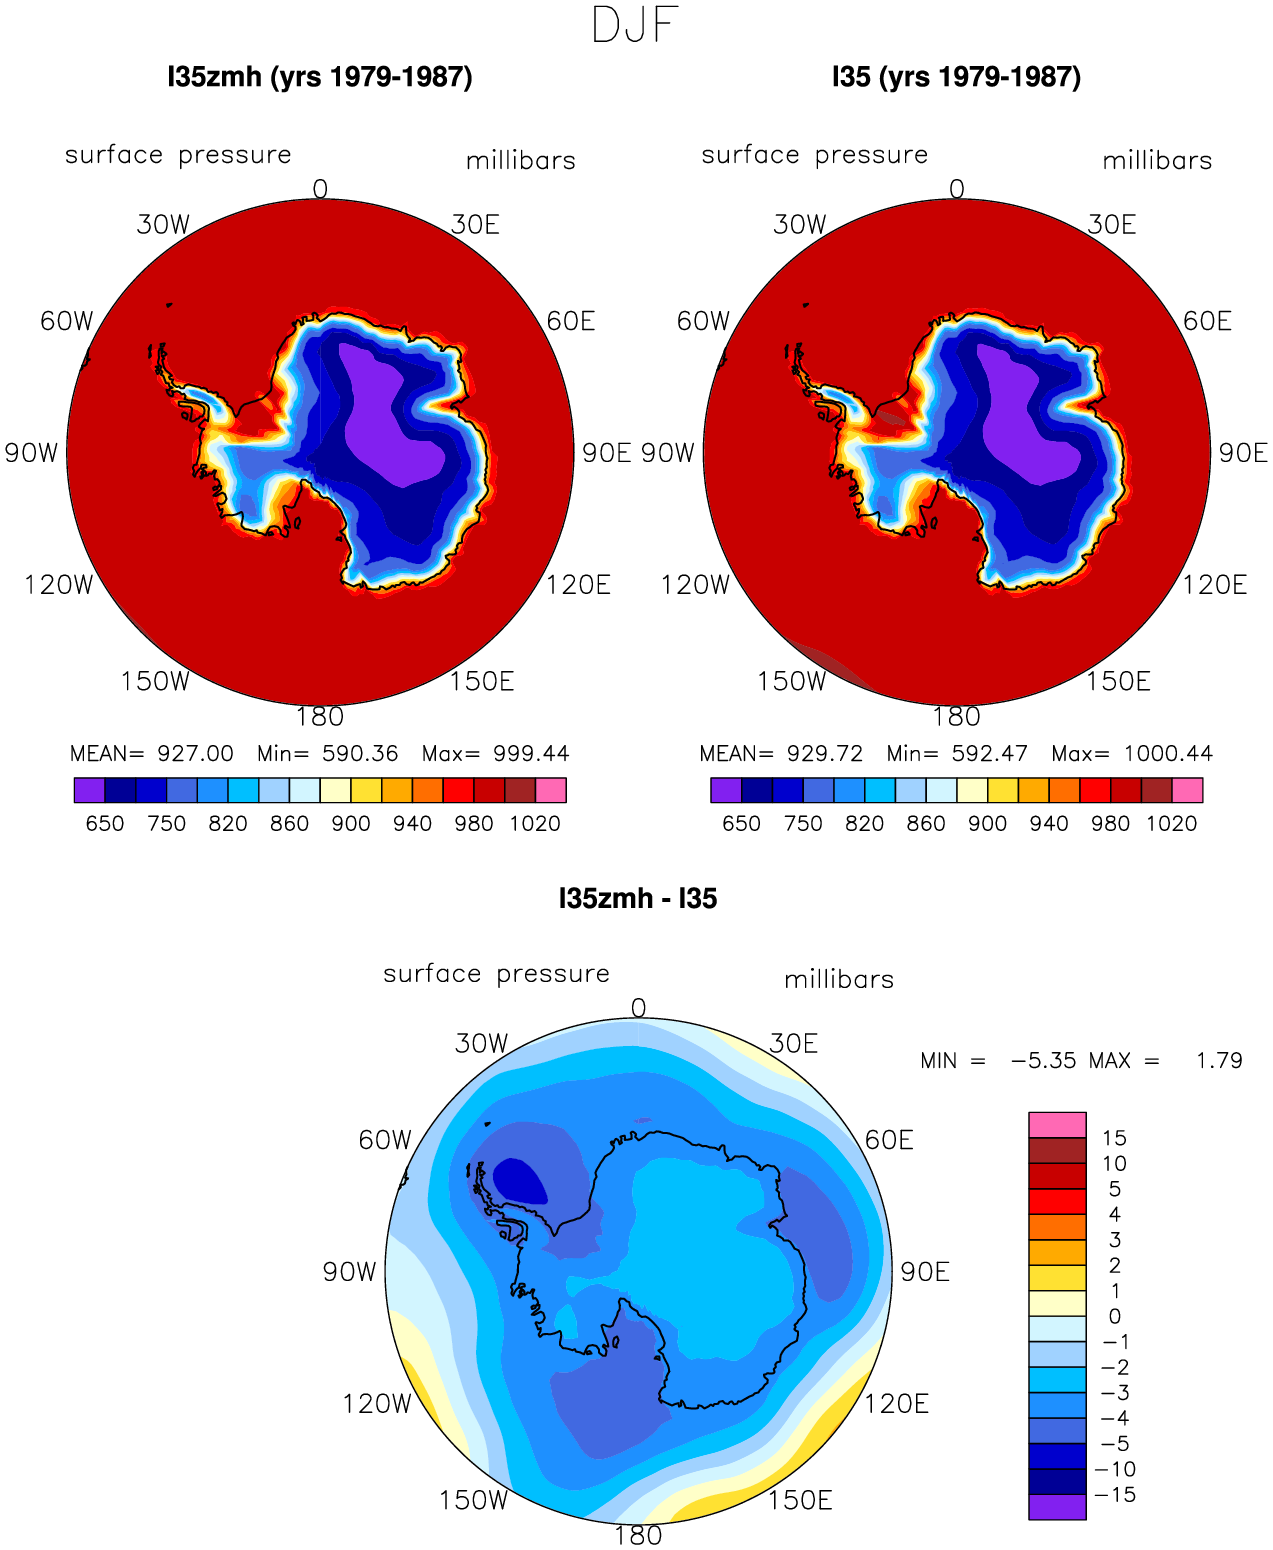 DJF
I35zmh (yrs 1979-1987)
I35 (yrs 1979-1987)
surface pressure millibars
surface pressure millibars
0
30W 30E
60W 60E
90W 90E
120W 120E
150W 150E
180
0
30W 30E
60W 60E
90W 90E
120W 120E
150W 150E
180
MEAN= 927.00 Min= 590.36 Max= 999.44
650 750 820 860 900 940 980 1020
MEAN= 929.72 Min= 592.47 Max= 1000.44
650 750 820 860 900 940 980 1020
I35zmh - I35
surface pressure millibars
0
30W 30E
60W 60E
90W 90E
120W 120E
150W 150E
180
MIN = -5.35 MAX = 1.79
15
10
5
4
3
2
1
0
-1
-2
-3
-4
-5
-10
-15